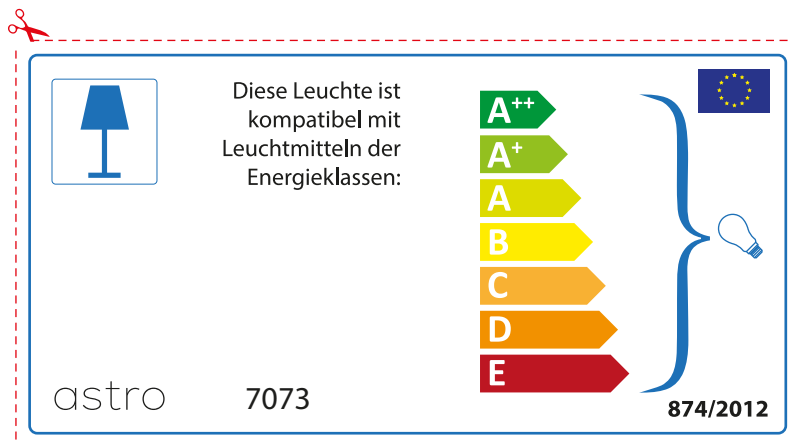 Diese Leuchte ist
kompatibel mit
Leuchtmitteln der
Energieklassen:
A++
A+
A
B
C
D
E
astro
7073
874/2012